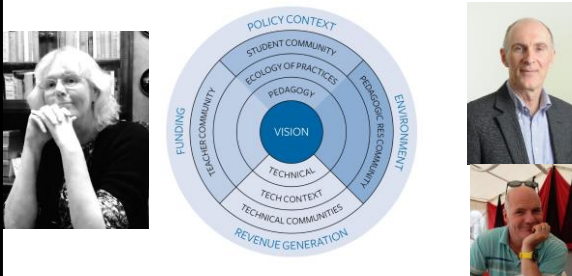 POLICY CONTEXT
STUDENT COMMUNITY
ECOLOGY OF PRACTICES
PEDAGOGY
FUNDING
TEACHER COMMUNITY
VISION
PEDAGOGIC RES COMMUNITY
ENVIRONMENT
TECHNICAL
TECH CONTEXT
TECHNICAL COMMUNITIES
REVENUE GENERATION